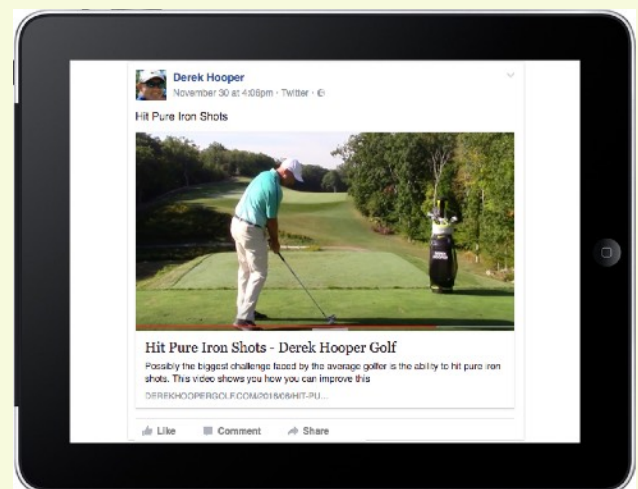 Derek Hooper
November 30 at 4:06pm · Twitter ·
Hit Pure Iron Shots
Hit Pure Iron Shots - Derek Hooper Golf
Possibly the biggest challenge faced by the average golfer is the ability to hit pure iron
shots. This video shows you how you can improve this
DEREKHOOPERGOLF.COM/2016/06/HIT-PU...
Like Comment Share